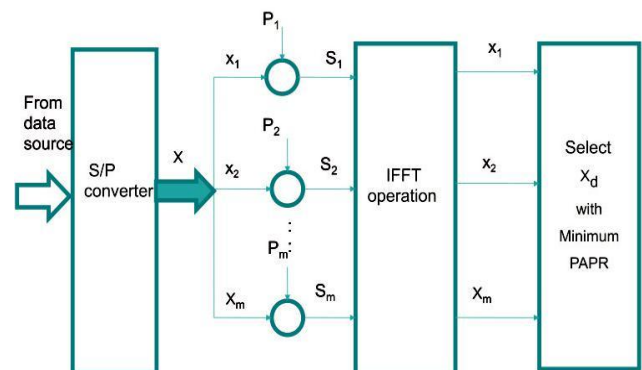 From
data
source
S/P
converter
X
P1
x1
S1
P2
x2
S2
⋮
Pm
Xm
Sm
IFFT
operation
x1
x2
Xm
Select
Xd
with
Minimum
PAPR